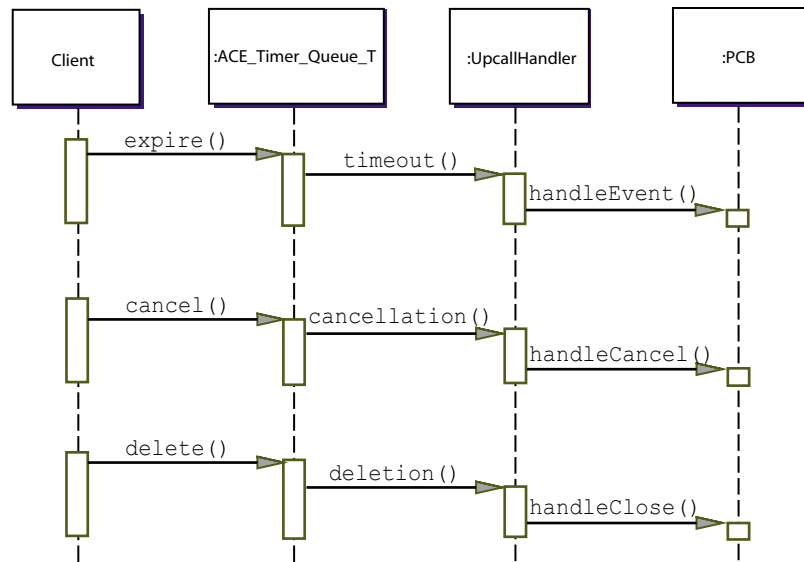 Client
:ACE_Timer_Queue_T
:UpcallHandler
:PCB
expire()
timeout()
handleEvent()
cancel()
cancellation()
handleCancel()
delete()
deletion()
handleClose()